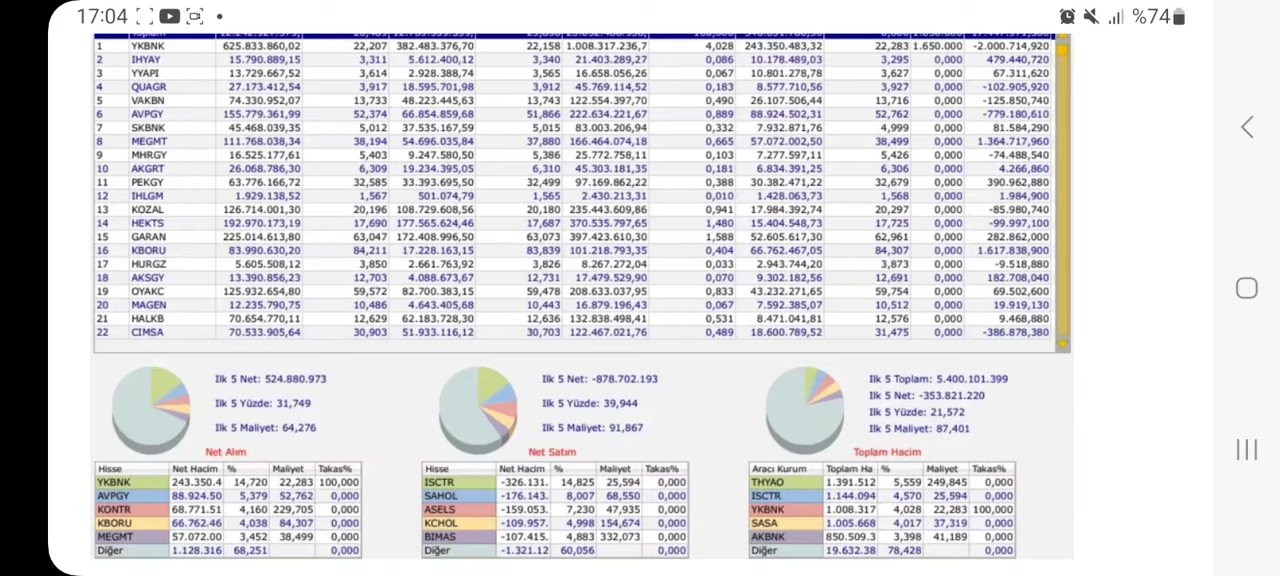 17:04 %74
1 YKBNK 625.833.860,02 22,207 382.483.376,70 22,158 1.008.317.236,7 4,028 243.350.483,32 22,283 1.650.000 -2.000.714,920
2 IHYAY 15.790.889,15 3,311 5.612.400,12 3,340 21.403.289,27 0,086 10.178.489,03 3,295 0,000 479.440,720
3 YYAPI 13.729.667,52 3,614 2.928.388,74 3,565 16.658.056,26 0,067 10.801.278,78 3,627 0,000 67.311,620
4 QUAGR 27.173.412,54 3,917 18.595.701,98 3,912 45.769.114,52 0,183 8.577.710,56 3,927 0,000 -102.905,920
5 VAKBN 74.330.952,07 13,733 48.223.445,63 13,743 122.554.397,70 0,490 26.107.506,44 13,716 0,000 -125.850,740
6 AVPGY 155.779.361,99 52,374 66.854.859,68 51,866 222.634.221,67 0,889 88.924.502,31 52,762 0,000 -779.180,610
7 SKBNK 45.468.039,35 5,012 37.535.167,59 5,015 83.003.206,94 0,332 7.932.871,76 4,999 0,000 81.584,290
8 MEGMT 111.768.038,34 38,194 54.696.035,84 37,880 166.464.074,18 0,665 57.072.002,50 38,499 0,000 1.364.717,960
9 MHRGY 16.525.177,61 5,403 9.247.580,50 5,386 25.772.758,11 0,103 7.277.597,11 5,426 0,000 -74.488,540
10 AKGRT 26.068.786,30 6,309 19.234.395,05 6,310 45.303.181,35 0,181 6.834.391,25 6,306 0,000 4.266,860
11 PEKGY 63.776.166,72 32,585 33.393.695,50 32,499 97.169.862,22 0,388 30.382.471,22 32,679 0,000 390.962,880
12 IHLGM 1.929.138,52 1,567 501.074,79 1,565 2.430.213,31 0,010 1.428.063,73 1,568 0,000 1.984,900
13 KOZAL 126.714.001,30 20,196 108.729.608,56 20,180 235.443.609,86 0,941 17.984.392,74 20,297 0,000 -85.980,740
14 HEKTS 192.970.173,19 17,690 177.565.624,46 17,687 370.535.797,65 1,480 15.404.548,73 17,725 0,000 -99.997,100
15 GARAN 225.014.613,80 63,047 172.408.996,50 63,073 397.423.610,30 1,588 52.605.617,30 62,961 0,000 282.862,000
16 KBORU 83.990.630,20 84,211 17.228.163,15 83,839 101.218.793,35 0,404 66.762.467,05 84,307 0,000 1.617.838,900
17 HURGZ 5.605.508,12 3,850 2.661.763,92 3,826 8.267.272,04 0,033 2.943.744,20 3,873 0,000 -9.518,880
18 AKSGY 13.390.856,23 12,703 4.088.673,67 12,731 17.479.529,90 0,070 9.302.182,56 12,691 0,000 182.708,040
19 OYAKC 125.932.654,80 59,572 82.700.383,15 59,478 208.633.037,95 0,833 43.232.271,65 59,754 0,000 69.502,600
20 MAGEN 12.235.790,75 10,486 4.643.405,68 10,443 16.879.196,43 0,067 7.592.385,07 10,512 0,000 19.919,130
21 HALKB 70.654.770,11 12,629 62.183.728,30 12,636 132.838.498,41 0,531 8.471.041,81 12,576 0,000 9.468,880
22 CIMSA 70.533.905,64 30,903 51.933.116,12 30,703 122.467.021,76 0,489 18.600.789,52 31,475 0,000 -386.878,380
Ilk 5 Net: 524.880.973
Ilk 5 Yüzde: 31,749
Ilk 5 Maliyet: 64,276
Net Alım
Hisse Net Hacim % Maliyet Takas%
YKBNK 243.350.4 14,720 22,283 100,000
AVPGY 88.924.50 5,379 52,762 0,000
KONTR 68.771.51 4,160 229,705 0,000
KBORU 66.762.46 4,038 84,307 0,000
MEGMT 57.072.00 3,452 38,499 0,000
Diğer 1.128.316 68,251 0,000
Ilk 5 Net: -878.702.193
Ilk 5 Yüzde: 39,944
Ilk 5 Maliyet: 91,867
Net Satım
Hisse Net Hacim % Maliyet Takas%
ISCTR -326.131. 14,825 25,594 0,000
SAHOL -176.143. 8,007 68,550 0,000
ASELS -159.053. 7,230 47,935 0,000
KCHOL -109.957. 4,998 154,674 0,000
BIMAS -107.415. 4,883 332,073 0,000
Diğer -1.321.12 60,056 0,000
Ilk 5 Toplam: 5.400.101.399
Ilk 5 Net: -353.821.220
Ilk 5 Yüzde: 21,572
Ilk 5 Maliyet: 87,401
Toplam Hacim
Aracı Kurum Toplam Ha % Maliyet Takas%
THYAO 1.391.512 5,559 249,845 0,000
ISCTR 1.144.094 4,570 25,594 0,000
YKBNK 1.008.317 4,028 22,283 100,000
SASA 1.005.668 4,017 37,319 0,000
AKBNK 850.509.3 3,398 41,189 0,000
Diğer 19.632.38 78,428 0,000